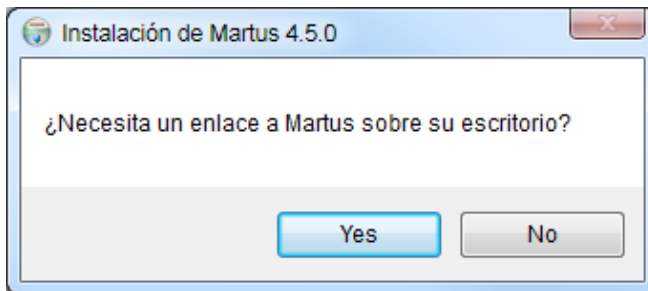 Instalación de Martus 4.5.0
¿Necesita un enlace a Martus sobre su escritorio?
Yes
No